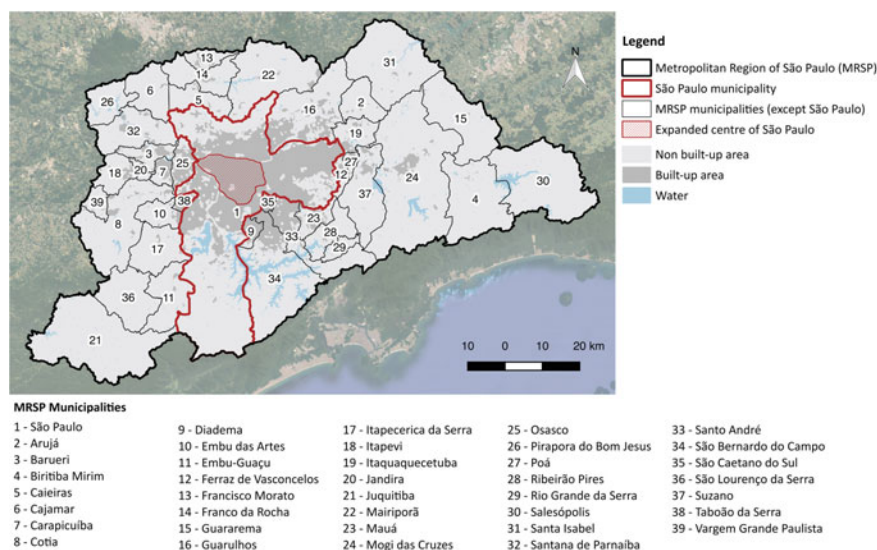 13
14
22
31
6
26
5
16
2
15
32
19
3
18
20
7
25
27
12
24
30
39
38
37
4
10
1
35
8
9
23
33
28
17
29
34
36
11
21
N
10 0 10 20 km
Legend
Metropolitan Region of São Paulo (MRSP)
São Paulo municipality
MRSP municipalities (except São Paulo)
Expanded centre of São Paulo
Non built-up area
Built-up area
Water
MRSP Municipalities
1 - São Paulo
2 - Arujá
3 - Barueri
4 - Biritiba Mirim
5 - Caieiras
6 - Cajamar
7 - Carapicuíba
8 - Cotia
9 - Diadema
10 - Embu das Artes
11 - Embu-Guaçu
12 - Ferraz de Vasconcelos
13 - Francisco Morato
14 - Franco da Rocha
15 - Guararema
16 - Guarulhos
17 - Itapecerica da Serra
18 - Itapevi
19 - Itaquaquecetuba
20 - Jandira
21 - Juquitiba
22 - Mairiporã
23 - Mauá
24 - Mogi das Cruzes
25 - Osasco
26 - Pirapora do Bom Jesus
27 - Poá
28 - Ribeirão Pires
29 - Rio Grande da Serra
30 - Salesópolis
31 - Santa Isabel
32 - Santana de Parnaíba
33 - Santo André
34 - São Bernardo do Campo
35 - São Caetano do Sul
36 - São Lourenço da Serra
37 - Suzano
38 - Taboão da Serra
39 - Vargem Grande Paulista